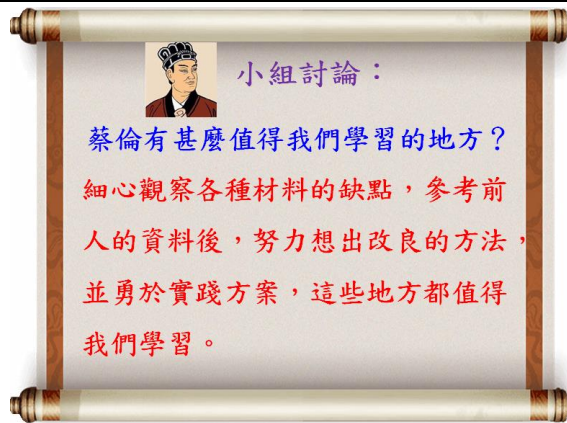 小組討論：
蔡倫有甚麼值得我們學習的地方？
細心觀察各種材料的缺點，參考前
人的資料後，努力想出改良的方法，
並勇於實踐方案，這些地方都值得
我們學習。